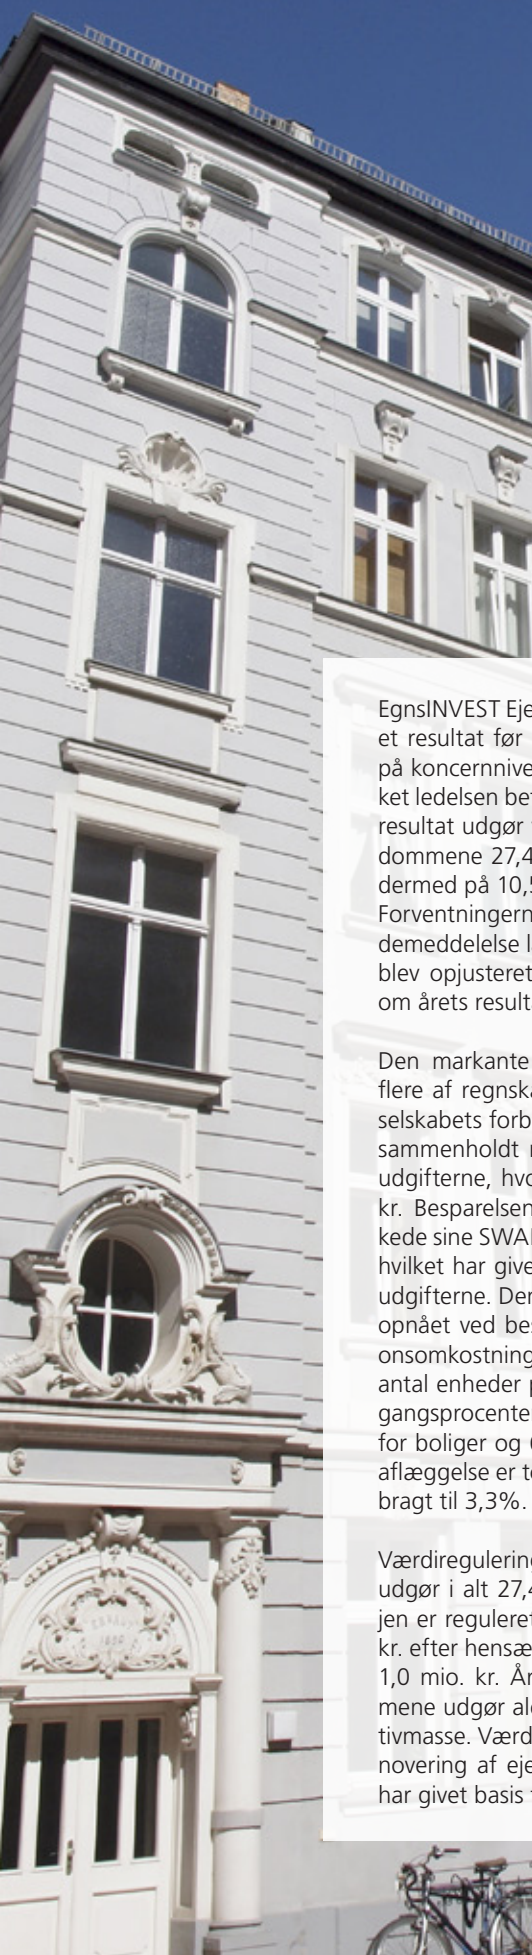 EgnsINVEST Eje
et resultat før
på koncernnive
ket ledelsen bet
resultat udgør
dommene 27,4
dermed på 10,5
Forventningern
demeddelelse l
blev opjusteret
om årets result
Den markante
flere af regnska
selskabets forb
sammenholdt
udgifterne, hvo
kr. Besparelsen
kede sine SWA
hvilket har give
udgifterne. Den
opnået ved bes
onsomkostning
antal enheder p
gangsprocente
for boliger og
aflæggelse er t
bragt til 3,3%.
Værdiregulering
udgør i alt 27,4
jen er reguleret
kr. efter hensæ
1,0 mio. kr. År
mene udgør al
tivmasse. Værd
novering af eje
har givet basis